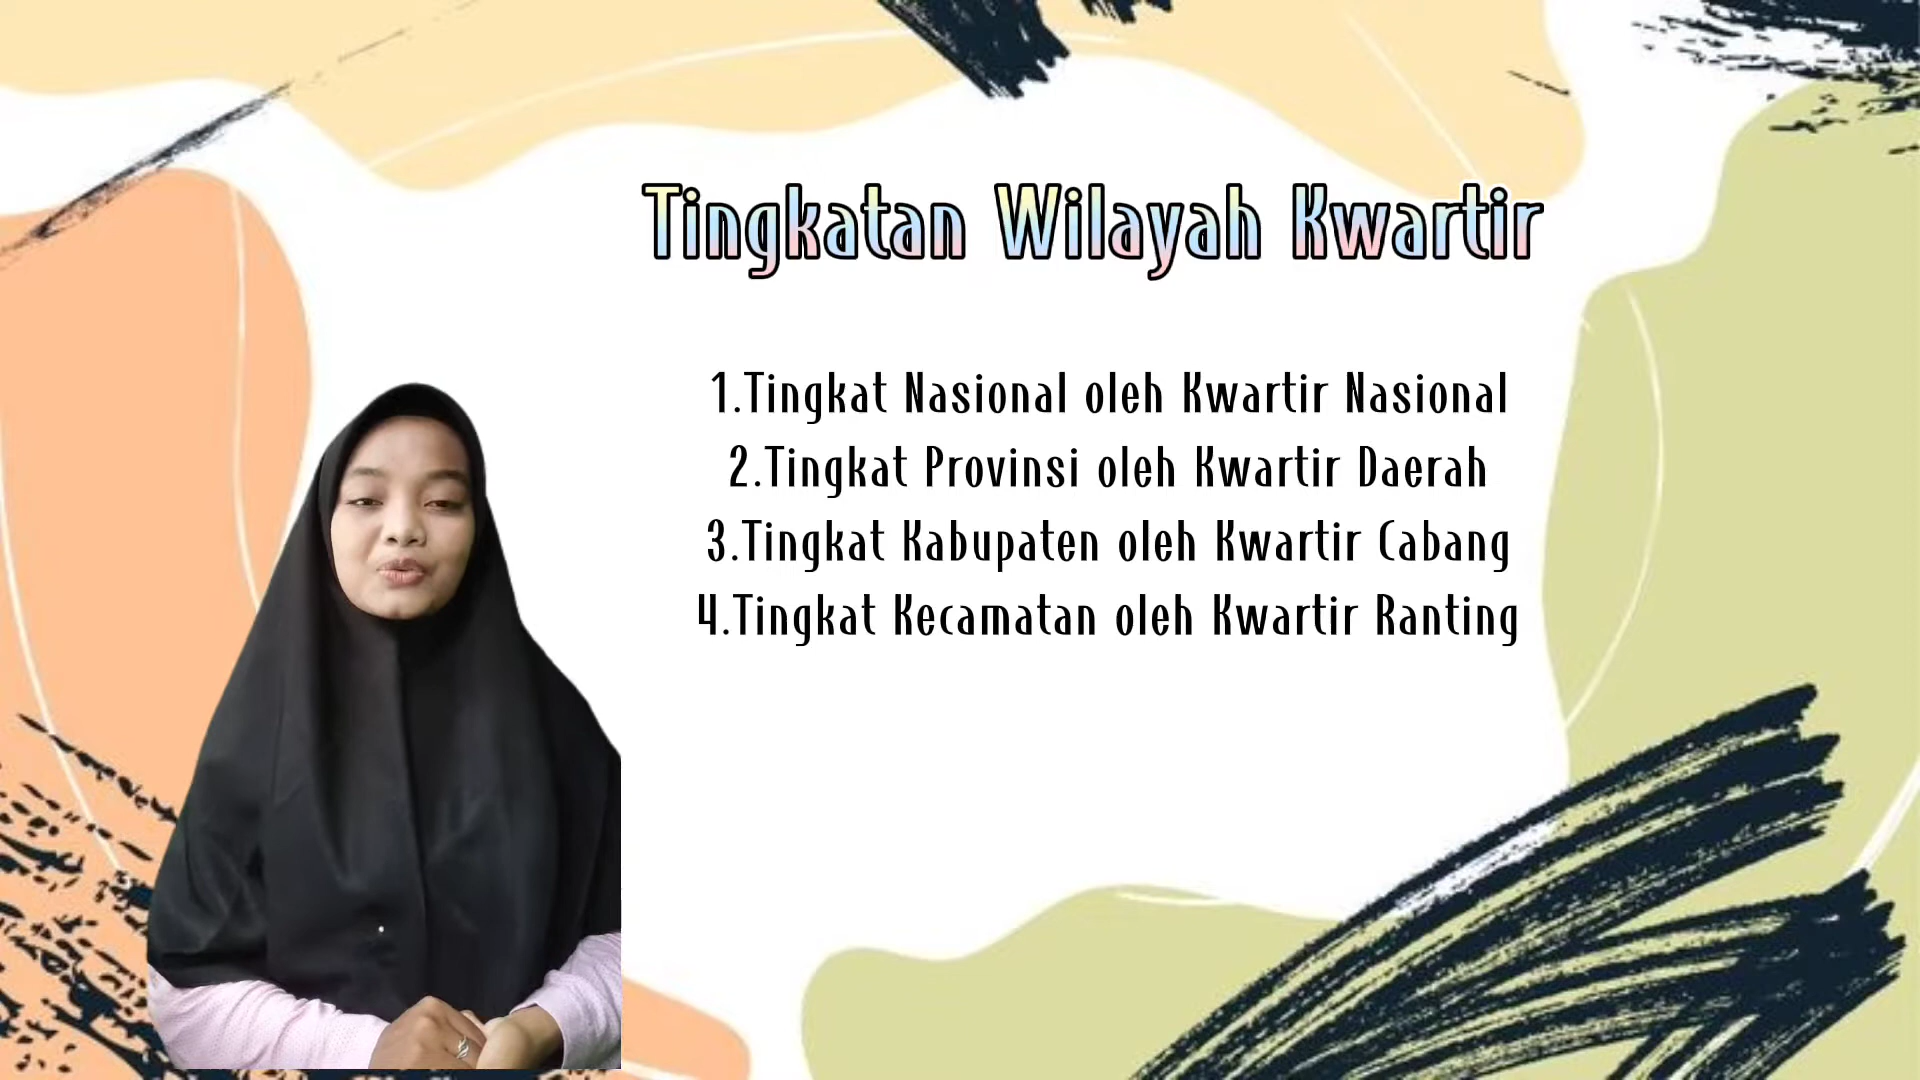 Tingkatan Wilayah Kwartir
1.Tingkat Nasional oleh Kwartir Nasional
2.Tingkat Provinsi oleh Kwartir Daerah
3.Tingkat Kabupaten oleh Kwartir Cabang
4.Tingkat Kecamatan oleh Kwartir Ranting